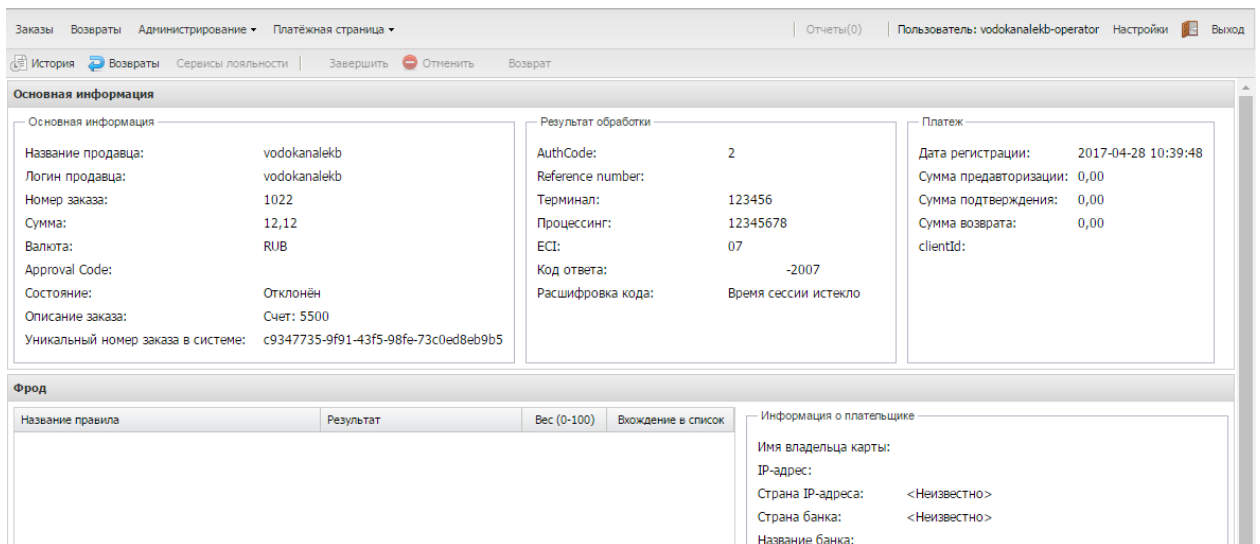 Заказы Возвраты Администрирование Платёжная страница Отчеты(0) Пользователь: vodokanalekb-operator Настройки Выход
История Возвраты Сервисы лояльности Завершить Отменить Возврат
Основная информация
Основная информация
Название продавца: vodokanalekb
Логин продавца: vodokanalekb
Номер заказа: 1022
Сумма: 12,12
Валюта: RUB
Approval Code:
Состояние: Отклонён
Описание заказа: Счет: 5500
Уникальный номер заказа в системе: c9347735-9f91-43f5-98fe-73c0ed8eb9b5
Результат обработки
AuthCode: 2
Reference number:
Терминал: 123456
Процессинг: 12345678
ECI: 07
Код ответа: -2007
Расшифровка кода: Время сессии истекло
Платеж
Дата регистрации: 2017-04-28 10:39:48
Сумма предавторизации: 0,00
Сумма подтверждения: 0,00
Сумма возврата: 0,00
clientId:
Фрод
Название правила Результат Вес (0-100) Вхождение в список
Информация о плательщике
Имя владельца карты:
IP-адрес:
Страна IP-адреса: <Неизвестно>
Страна банка: <Неизвестно>
Название банка: